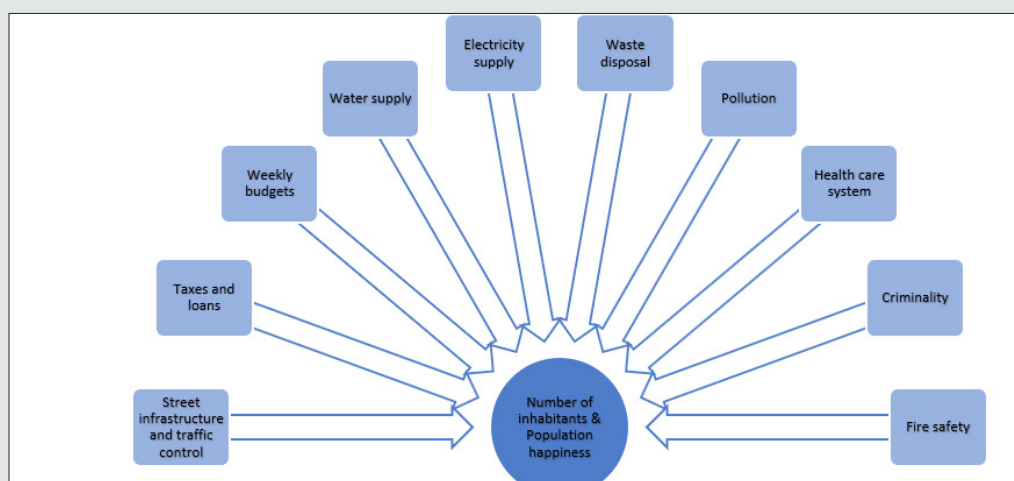 Electricity
supply
Waste
disposal
Water supply
Pollution
Weekly
budgets
Health care
system
Taxes and
loans
Criminality
Street
infrastructure
and traffic
control
Number of
inhabitants &
Population
happiness
Fire safety